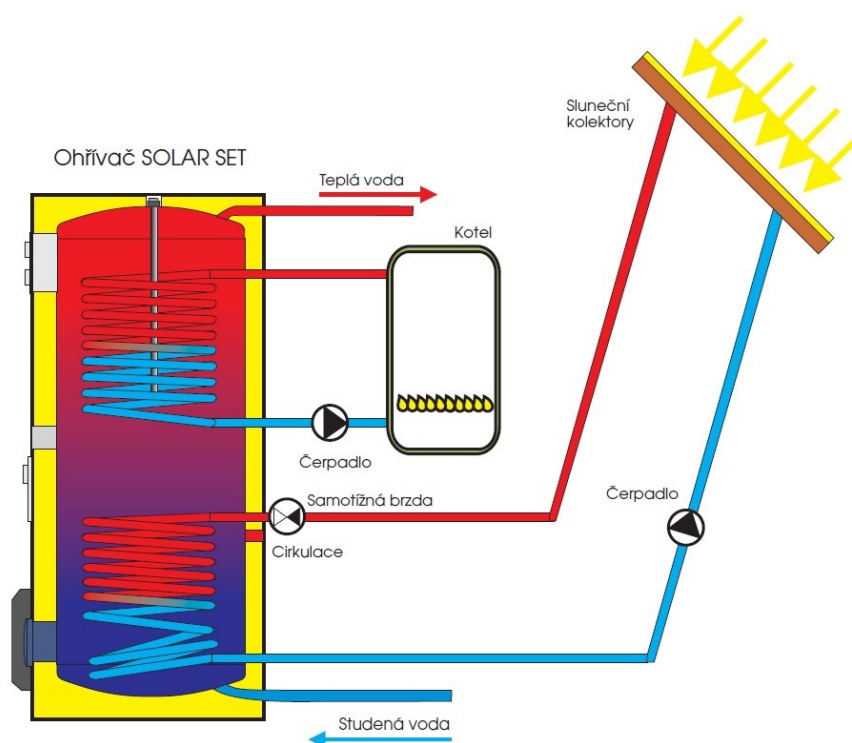 Sluneční
kolektory
Ohřívač SOLAR SET
Teplá voda
Kotel
Čerpadlo
Samotížná brzda
Čerpadlo
Cirkulace
Studená voda